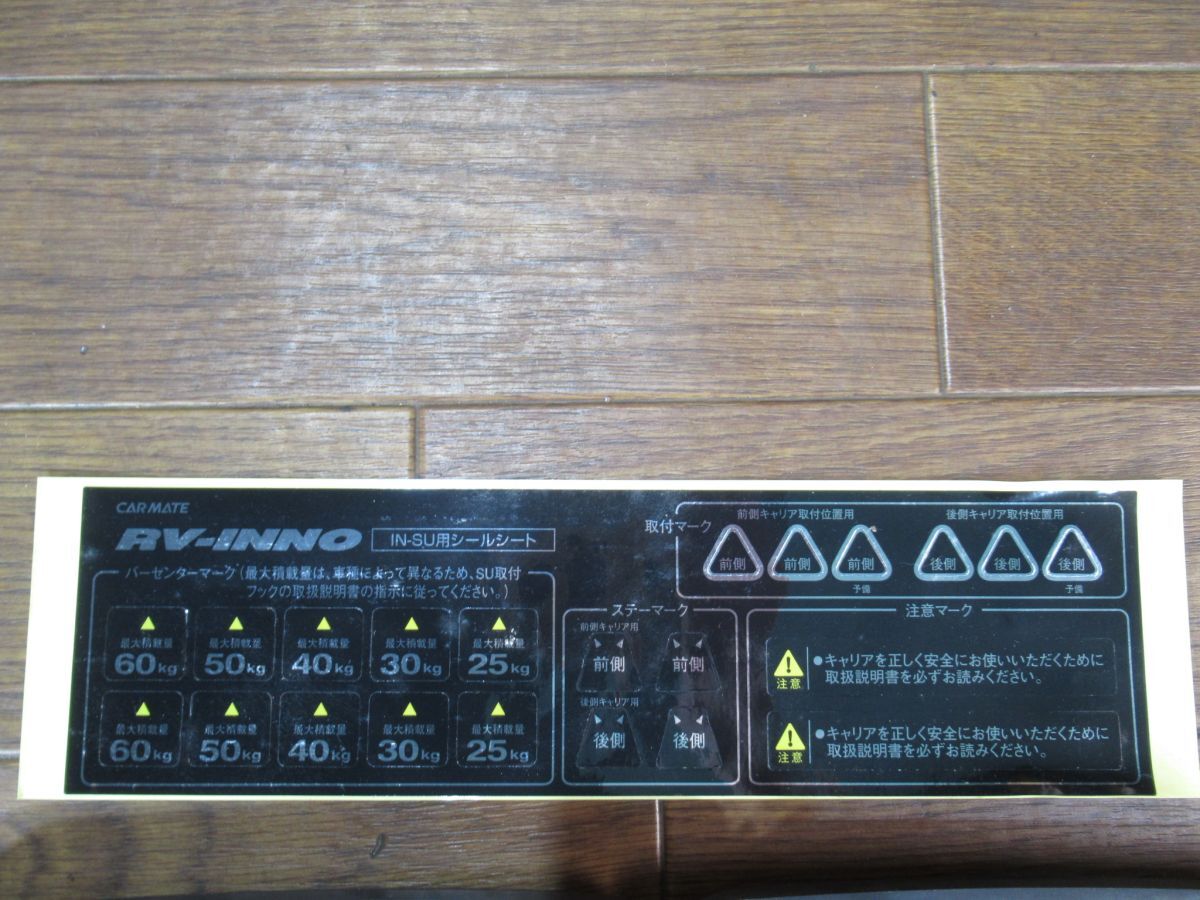 CARMATE
RV-INNO
IN-SU用シールシート
バーセンターマーク(最大積載量は、車種によって異なるため、SU取付
フックの取扱説明書の指示に従ってください。)
最大積載量 最大積載量 最大積載量 最大積載量 最大積載量
60kg 50kg 40kg 30kg 25kg
最大積載量 最大積載量 最大積載量 最大積載量 最大積載量
60kg 50kg 40kg 30kg 25kg
取付マーク
前側キャリア取付位置用
前側 前側 前側
予備
後側キャリア取付位置用
後側 後側 後側
予備
ステーマーク
前側キャリア用
前側 前側
後側キャリア用
後側 後側
注意マーク
注意
●キャリアを正しく安全にお使いいただくために
取扱説明書を必ずお読みください。
注意
●キャリアを正しく安全にお使いいただくために
取扱説明書を必ずお読みください。